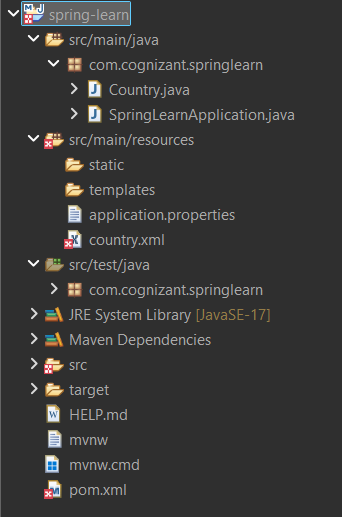 spring-learn
src/main/java
com.cognizant.springlearn
Country.java
SpringLearnApplication.java
src/main/resources
static
templates
application.properties
country.xml
src/test/java
com.cognizant.springlearn
JRE System Library [JavaSE-17]
Maven Dependencies
src
target
HELP.md
mvnw
mvnw.cmd
pom.xml